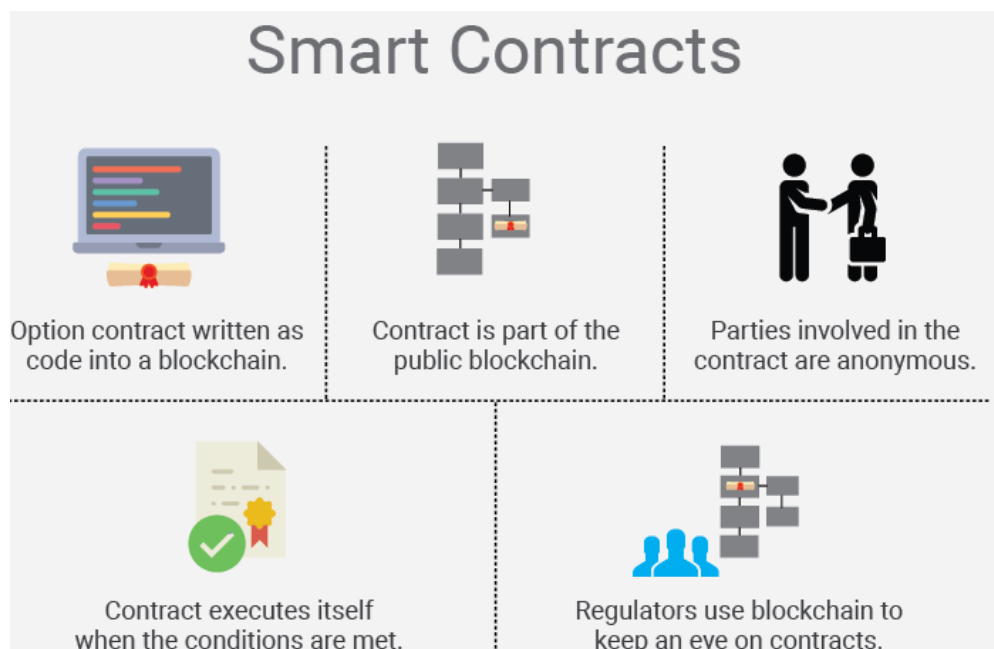 Smart Contracts
Option contract written as
code into a blockchain.
Contract is part of the
public blockchain.
Parties involved in the
contract are anonymous.
Contract executes itself
when the conditions are met.
Regulators use blockchain to
keep an eye on contracts.